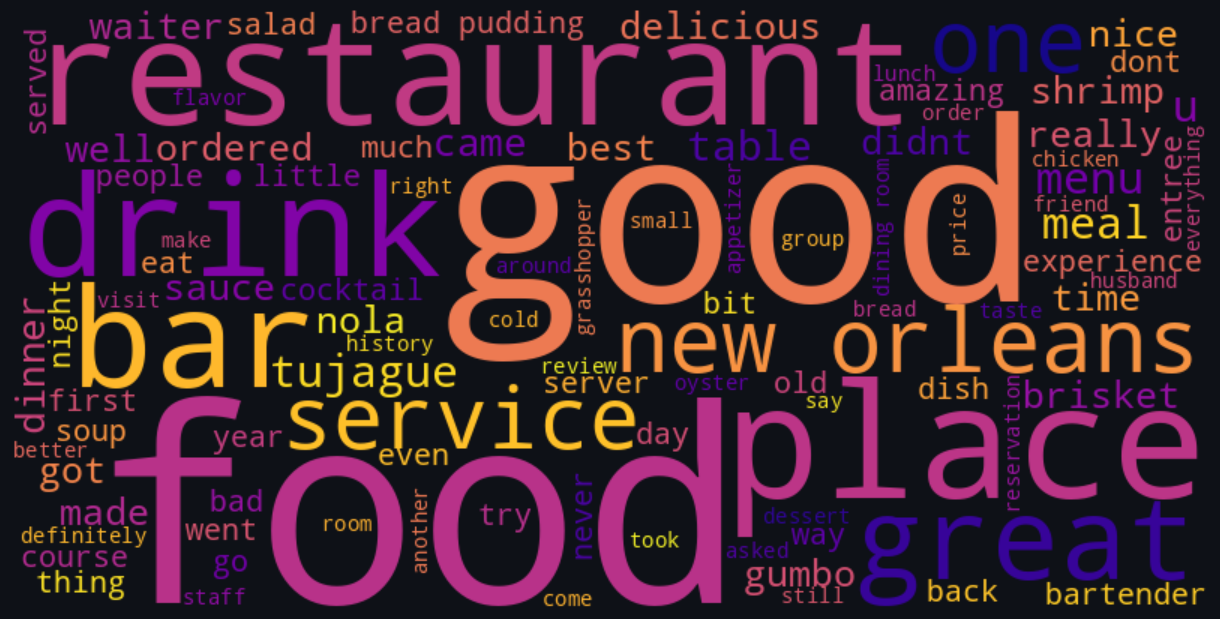 waiter salad bread pudding delicious one nice
served restaurant dont
flavor lunch amazing shrimp u
order
well ordered much came best table didnt really
people little right chicken menu
drink good appetizer dining room entree everything
friend
small group price meal
make grasshopper
eat around experience
sauce cocktail husband
night visit bit time
bar nola cold bread taste
history new orleans
dinner tujague review
server oyster old dish brisket
first say
service place reservation
soup year day
better even
got food
made bad room another try never dessert great
went
definitely took way
course go asked
thing gumbo
staff come still back bartender